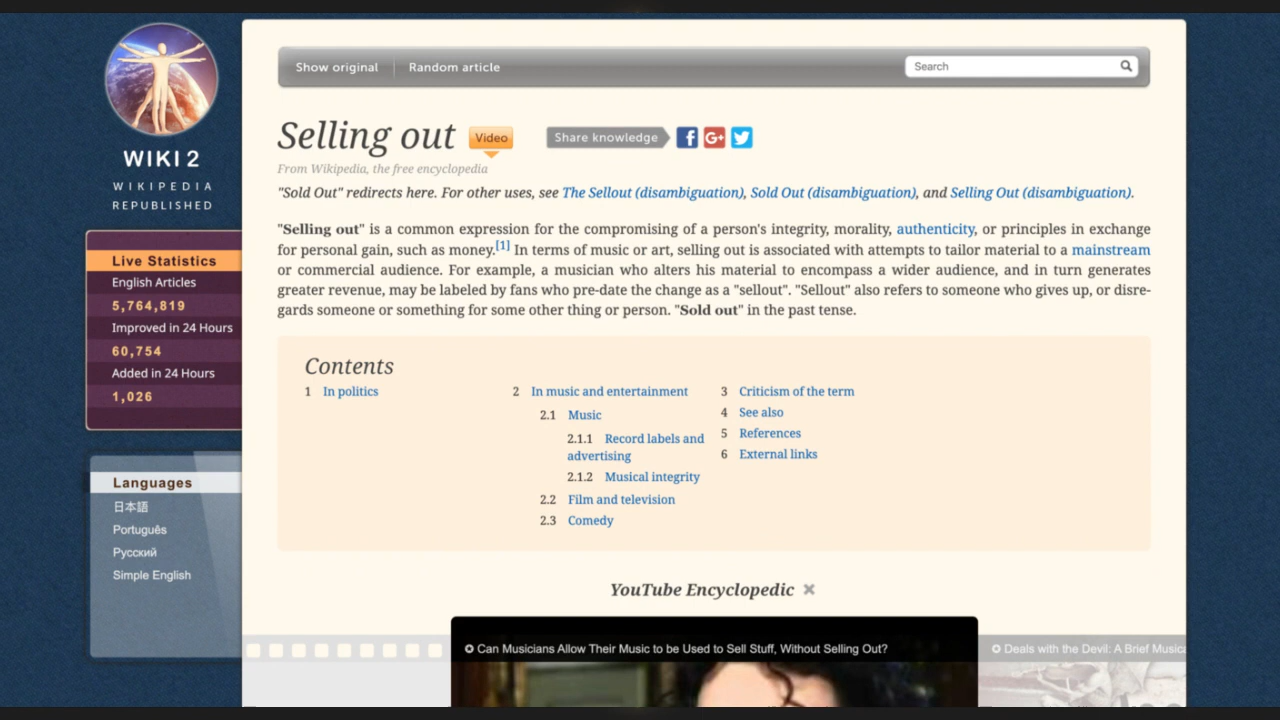 WIKI 2
WIKIPEDIA
REPUBLISHED
Live Statistics
English Articles
5,764,819
Improved in 24 Hours
60,754
Added in 24 Hours
1,026
Languages
日本語
Português
Русский
Simple English
Show original
Random article
Search
Selling out
Video
Share knowledge
f
G+
From Wikipedia, the free encyclopedia
"Sold Out" redirects here. For other uses, see The Sellout (disambiguation), Sold Out (disambiguation), and Selling Out (disambiguation).
"Selling out" is a common expression for the compromising of a person's integrity, morality, authenticity, or principles in exchange
for personal gain, such as money.[1] In terms of music or art, selling out is associated with attempts to tailor material to a mainstream
or commercial audience. For example, a musician who alters his material to encompass a wider audience, and in turn generates
greater revenue, may be labeled by fans who pre-date the change as a "sellout". "Sellout" also refers to someone who gives up, or disre-
gards someone or something for some other thing or person. "Sold out" in the past tense.
Contents
1 In politics
2 In music and entertainment
2.1 Music
2.1.1 Record labels and
advertising
2.1.2 Musical integrity
2.2 Film and television
2.3 Comedy
3 Criticism of the term
4 See also
5 References
6 External links
YouTube Encyclopedic
Can Musicians Allow Their Music to be Used to Sell Stuff, Without Selling Out?
Deals with the Devil: A Brief Musica